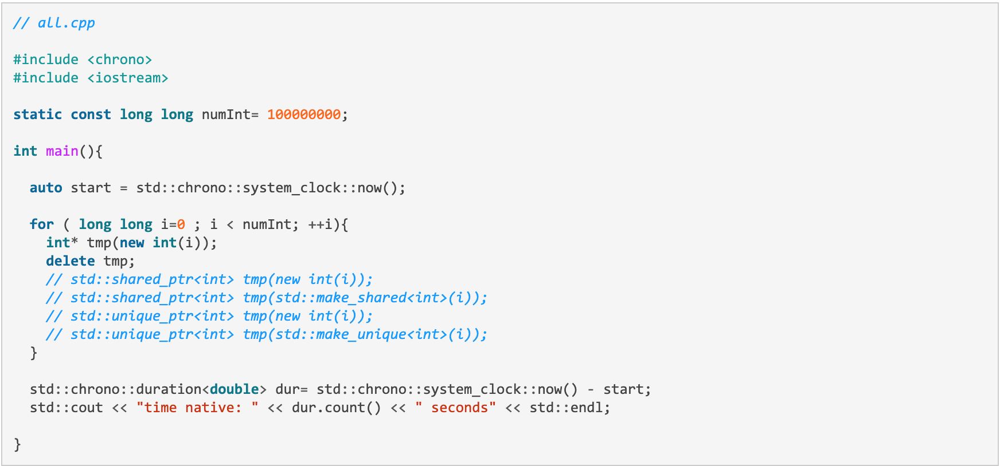 // all.cpp
#include <chrono>
#include <iostream>
static const long long numInt= 100000000;
int main(){
  auto start = std::chrono::system_clock::now();
  for ( long long i=0 ; i < numInt; ++i){
    int* tmp(new int(i));
    delete tmp;
    // std::shared_ptr<int> tmp(new int(i));
    // std::shared_ptr<int> tmp(std::make_shared<int>(i));
    // std::unique_ptr<int> tmp(new int(i));
    // std::unique_ptr<int> tmp(std::make_unique<int>(i));
  }
  std::chrono::duration<double> dur= std::chrono::system_clock::now() - start;
  std::cout << "time native: " << dur.count() << " seconds" << std::endl;
}